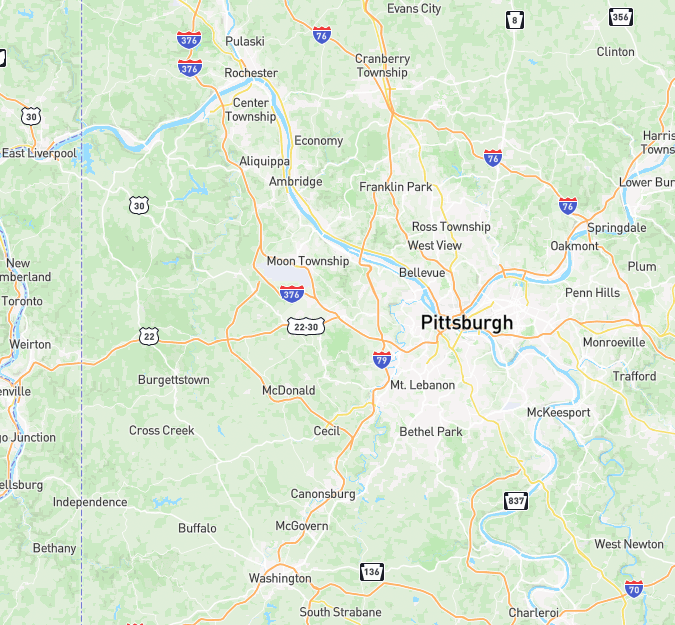 Evans City
8
356
376
76
Pulaski
Clinton
Cranberry
Township
376
Rochester
Center
Township
30
Economy
Harris
Towns
East Liverpool
76
Aliquippa
Ambridge
Franklin Park
Lower Bur
30
76
Ross Township
Springdale
West View
Oakmont
New
mberland
Moon Township
Bellevue
Plum
376
Penn Hills
Toronto
22-30
Pittsburgh
22
Weirton
Monroeville
79
Burgettstown
Mt. Lebanon
Trafford
enville
McDonald
McKeesport
Cross Creek
Cecil
Bethel Park
go Junction
ellsburg
Canonsburg
Independence
837
Buffalo
McGovern
Bethany
West Newton
136
Washington
70
South Strabane
Charleroi